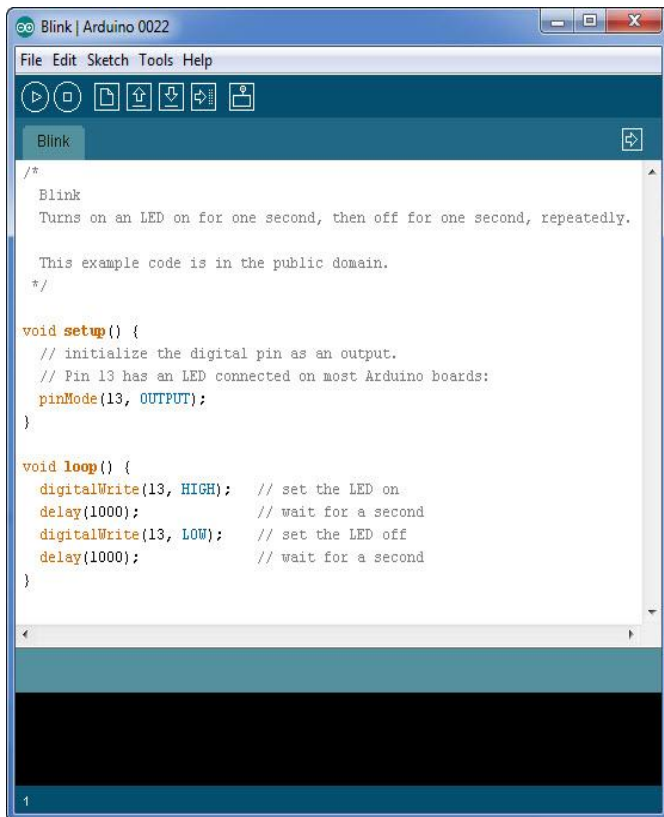 Blink | Arduino 0022
File Edit Sketch Tools Help
Blink
/*
  Blink
  Turns on an LED on for one second, then off for one second, repeatedly.

  This example code is in the public domain.
 */

void setup() {
  // initialize the digital pin as an output.
  // Pin 13 has an LED connected on most Arduino boards:
  pinMode(13, OUTPUT);
}

void loop() {
  digitalWrite(13, HIGH);   // set the LED on
  delay(1000);              // wait for a second
  digitalWrite(13, LOW);    // set the LED off
  delay(1000);              // wait for a second
}
1